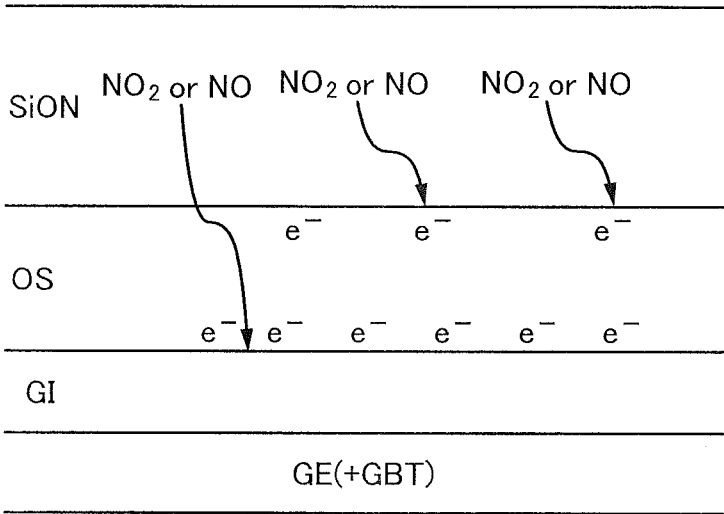 SiON NO₂ or NO NO₂ or NO NO₂ or NO
e⁻ e⁻ e⁻
OS
e⁻ e⁻ e⁻ e⁻ e⁻ e⁻
GI
GE(+GBT)